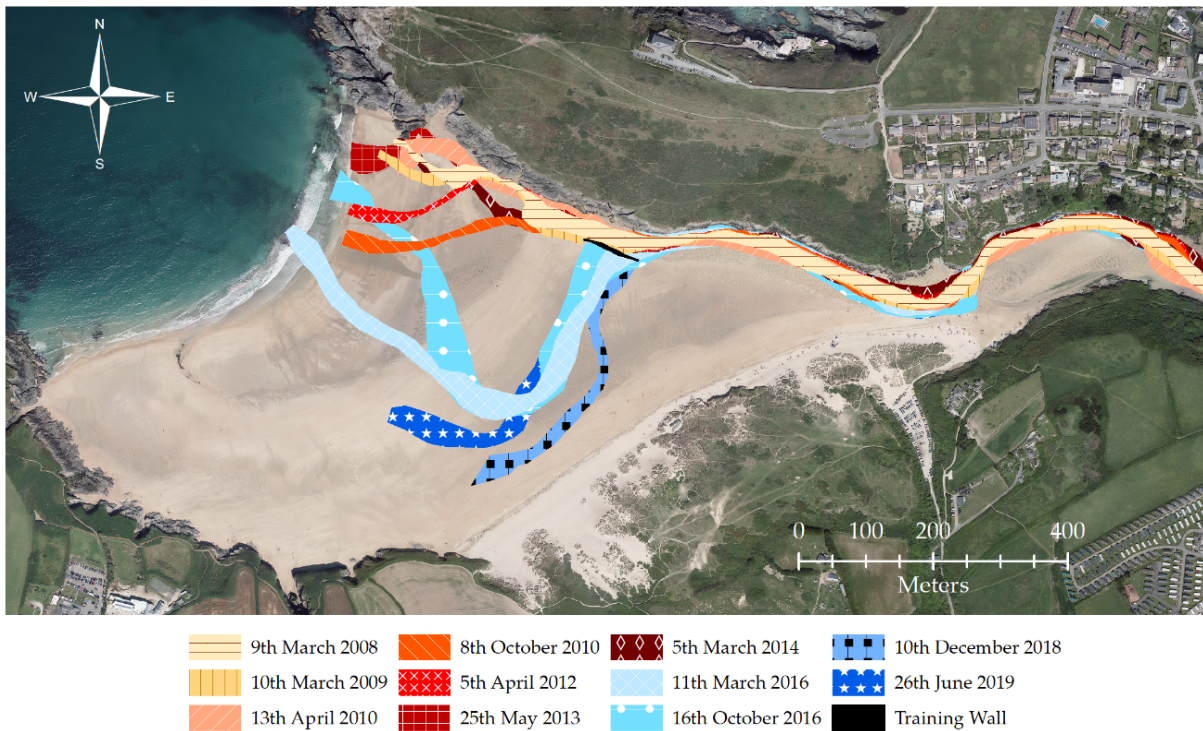 N
W E
S
0 100 200 400
Meters
9th March 2008 8th October 2010 5th March 2014 10th December 2018
10th March 2009 5th April 2012 11th March 2016 26th June 2019
13th April 2010 25th May 2013 16th October 2016 Training Wall